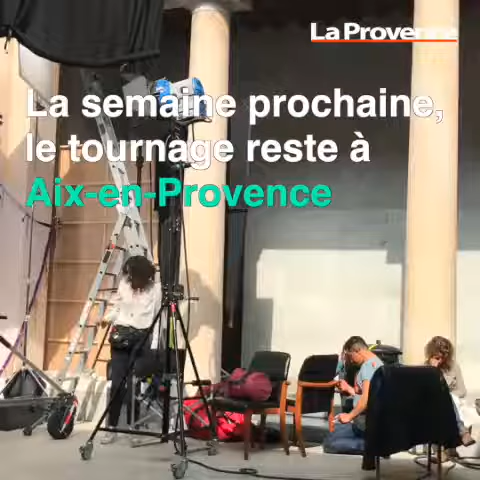 La Provence
La semaine prochaine,
le tournage reste à
Aix-en-Provence